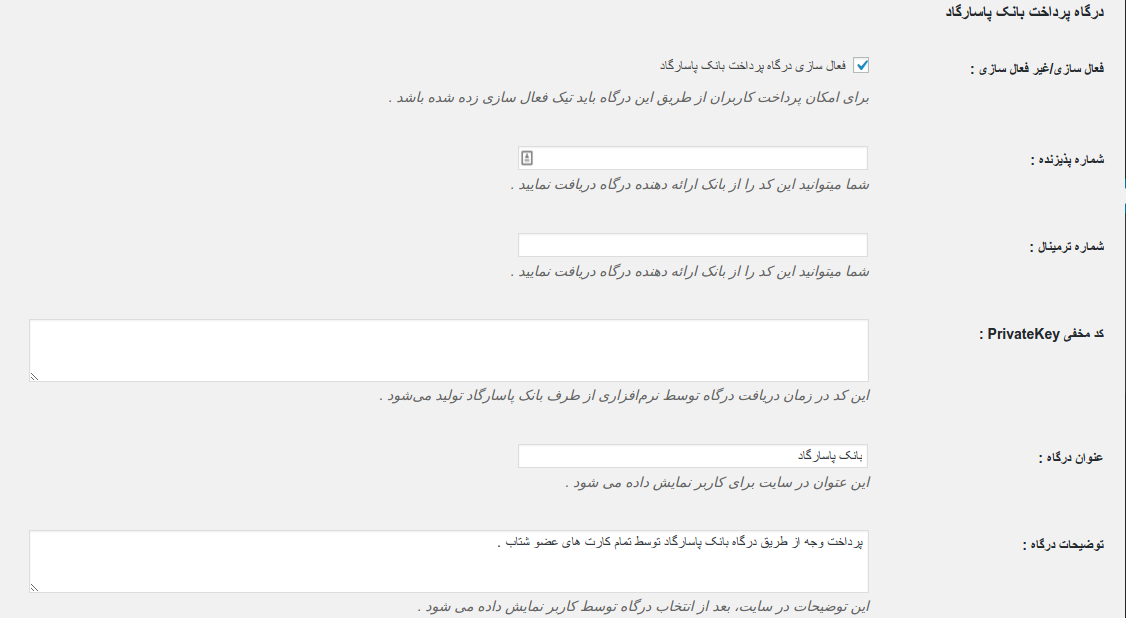 درگاه پرداخت بانک پاسارگاد
فعال سازی/غیر فعال سازی :
فعال سازی درگاه پرداخت بانک پاسارگاد
برای امکان پرداخت کاربران از طریق این درگاه باید تیک فعال سازی زده شده باشد .
شماره پذیزنده :
شما میتوانید این کد را از بانک ارائه دهنده درگاه دریافت نمایید .
شماره ترمینال :
شما میتوانید این کد را از بانک ارائه دهنده درگاه دریافت نمایید .
کد مخفی PrivateKey :
این کد در زمان دریافت درگاه توسط نرم‌افزاری از طرف بانک پاسارگاد تولید می‌شود .
عنوان درگاه :
بانک پاسارگاد
این عتوان در سایت برای کاربر نمایش داده می شود .
توضیحات درگاه :
پرداخت وجه از طریق درگاه بانک پاسارگاد توسط تمام کارت های عضو شتاب .
این توضیحات در سایت، بعد از انتخاب درگاه توسط کاربر نمایش داده می شود .